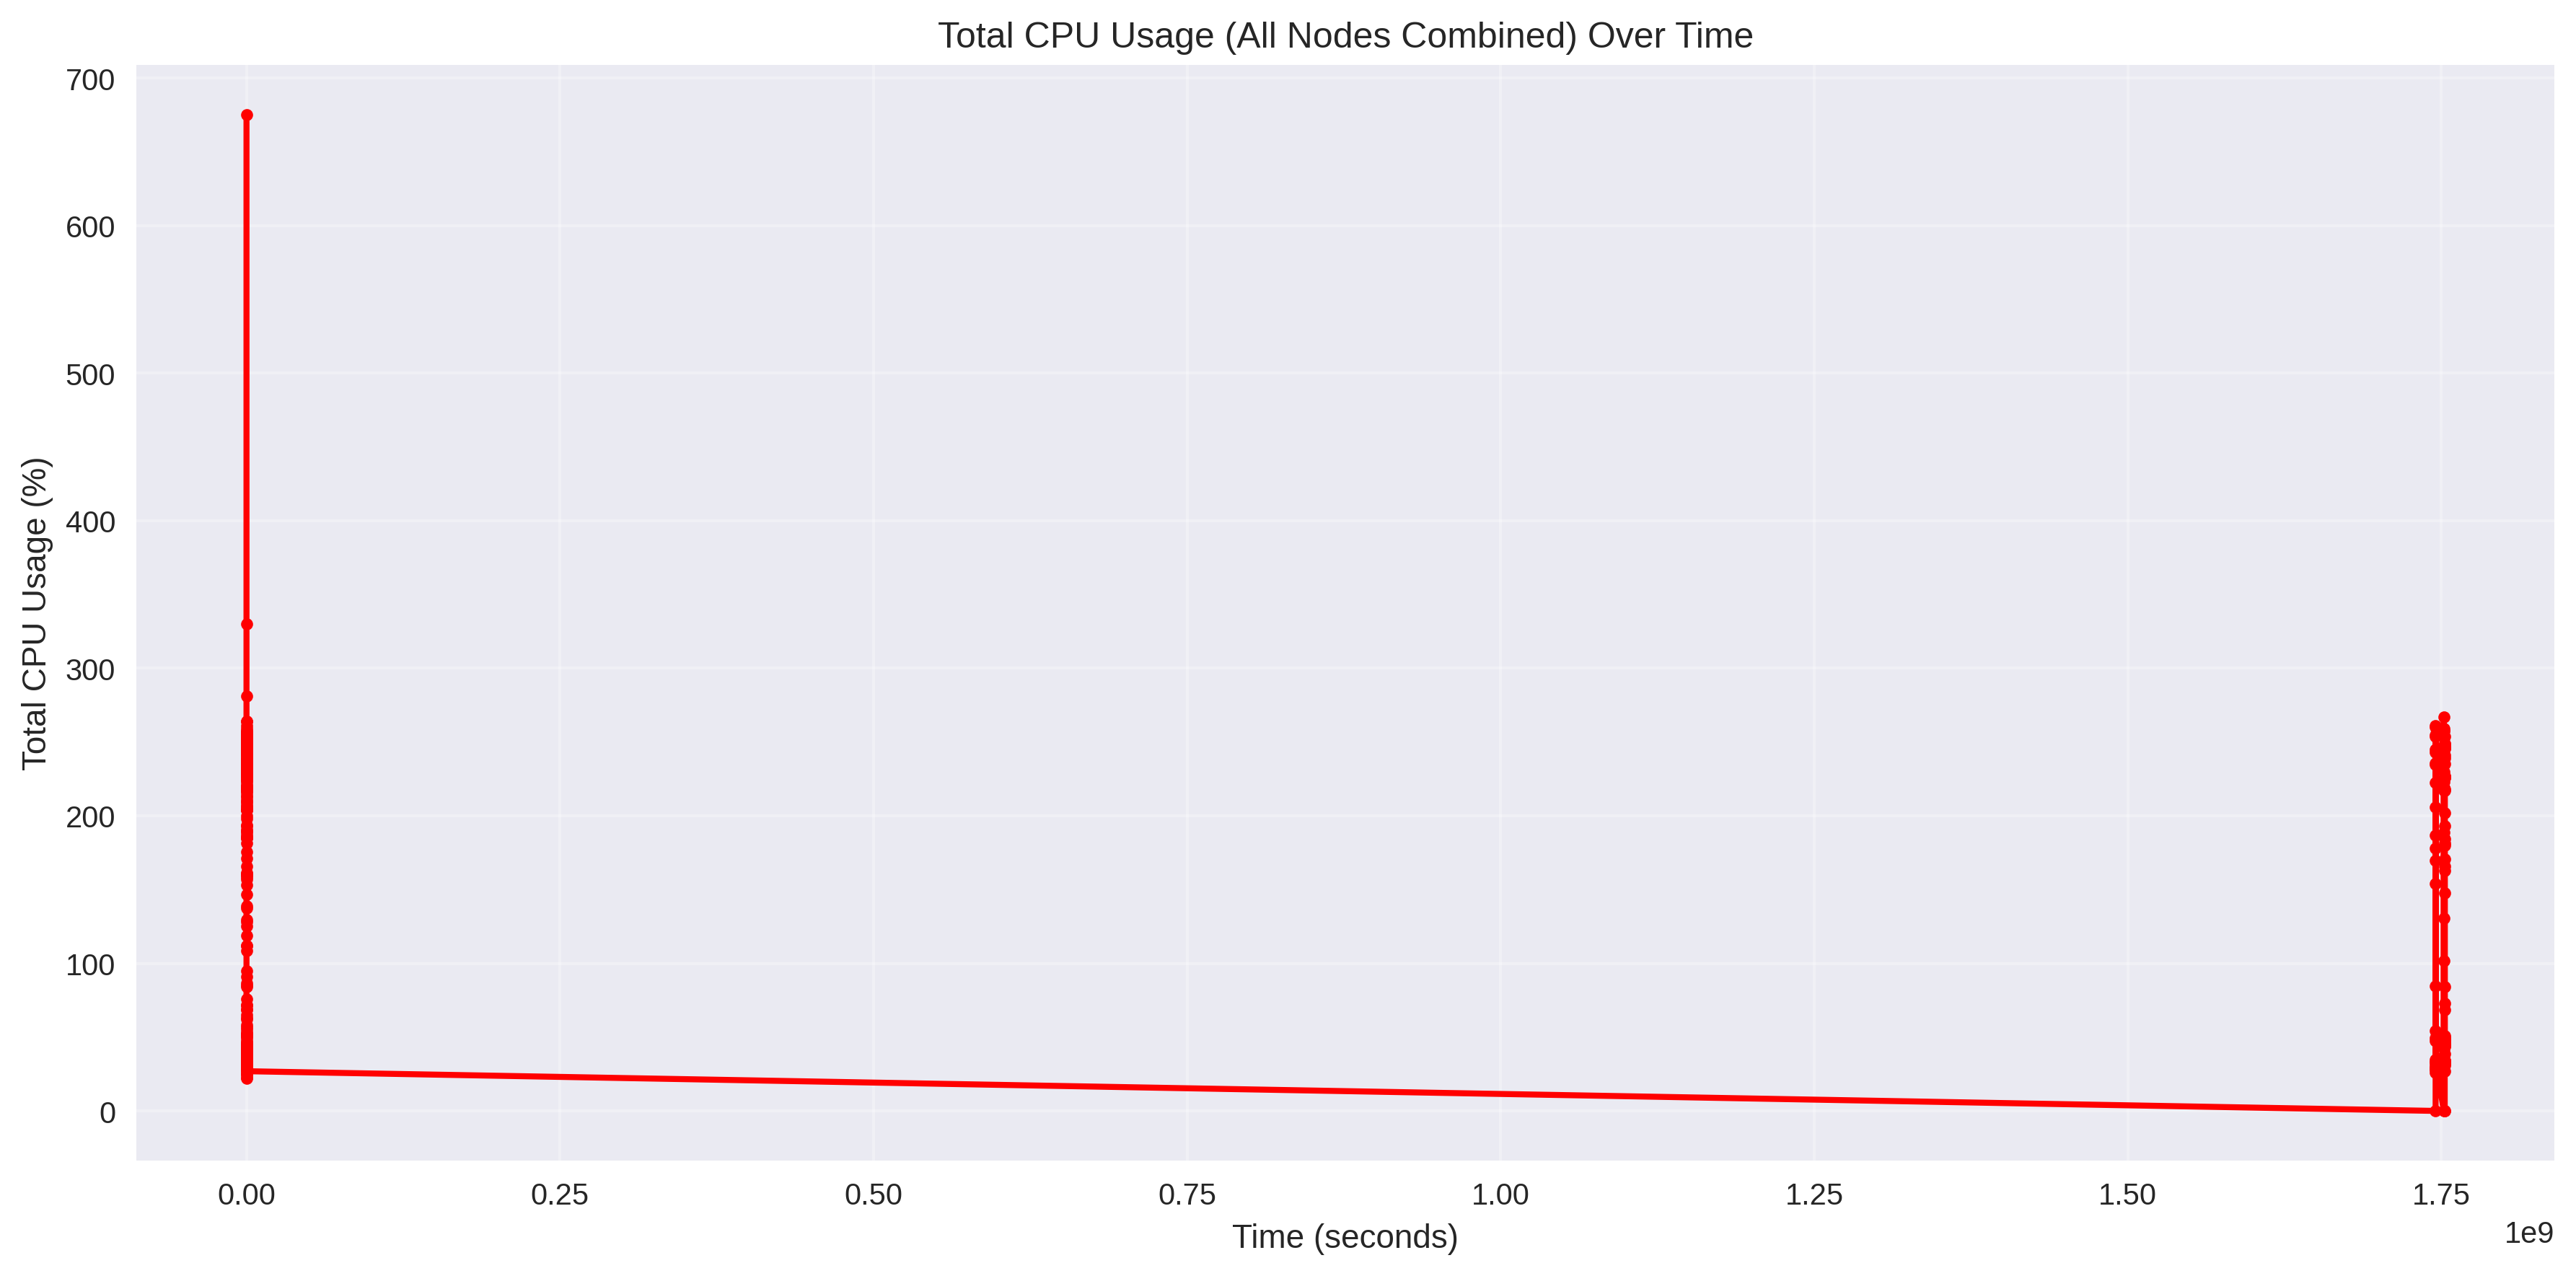 Total CPU Usage (All Nodes Combined) Over Time
Total CPU Usage (%)
700
600
500
400
300
200
100
0
0.00 0.25 0.50 0.75 1.00 1.25 1.50 1.75
1e9
Time (seconds)